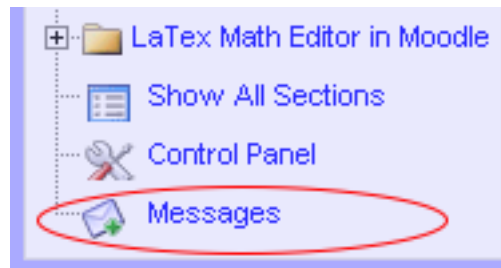 LaTex Math Editor in Moodle
Show All Sections
Control Panel
Messages